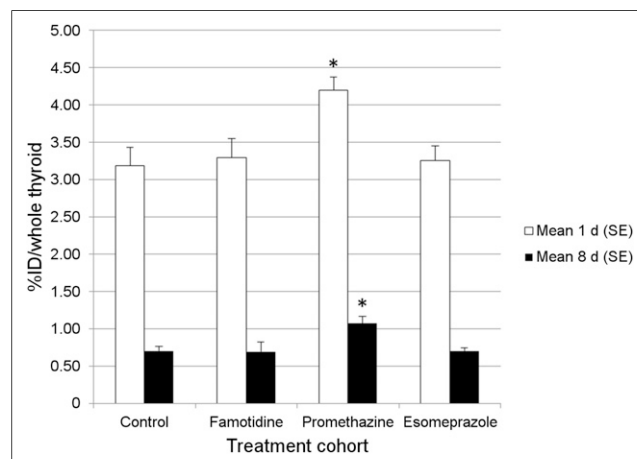 5.00
4.50
4.00
3.50
3.00
2.50
2.00
1.50
1.00
0.50
0
%ID/whole thyroid
*
*
Control Famotidine Promethazine Esomeprazole
Treatment cohort
Mean 1 d (SE)
Mean 8 d (SE)